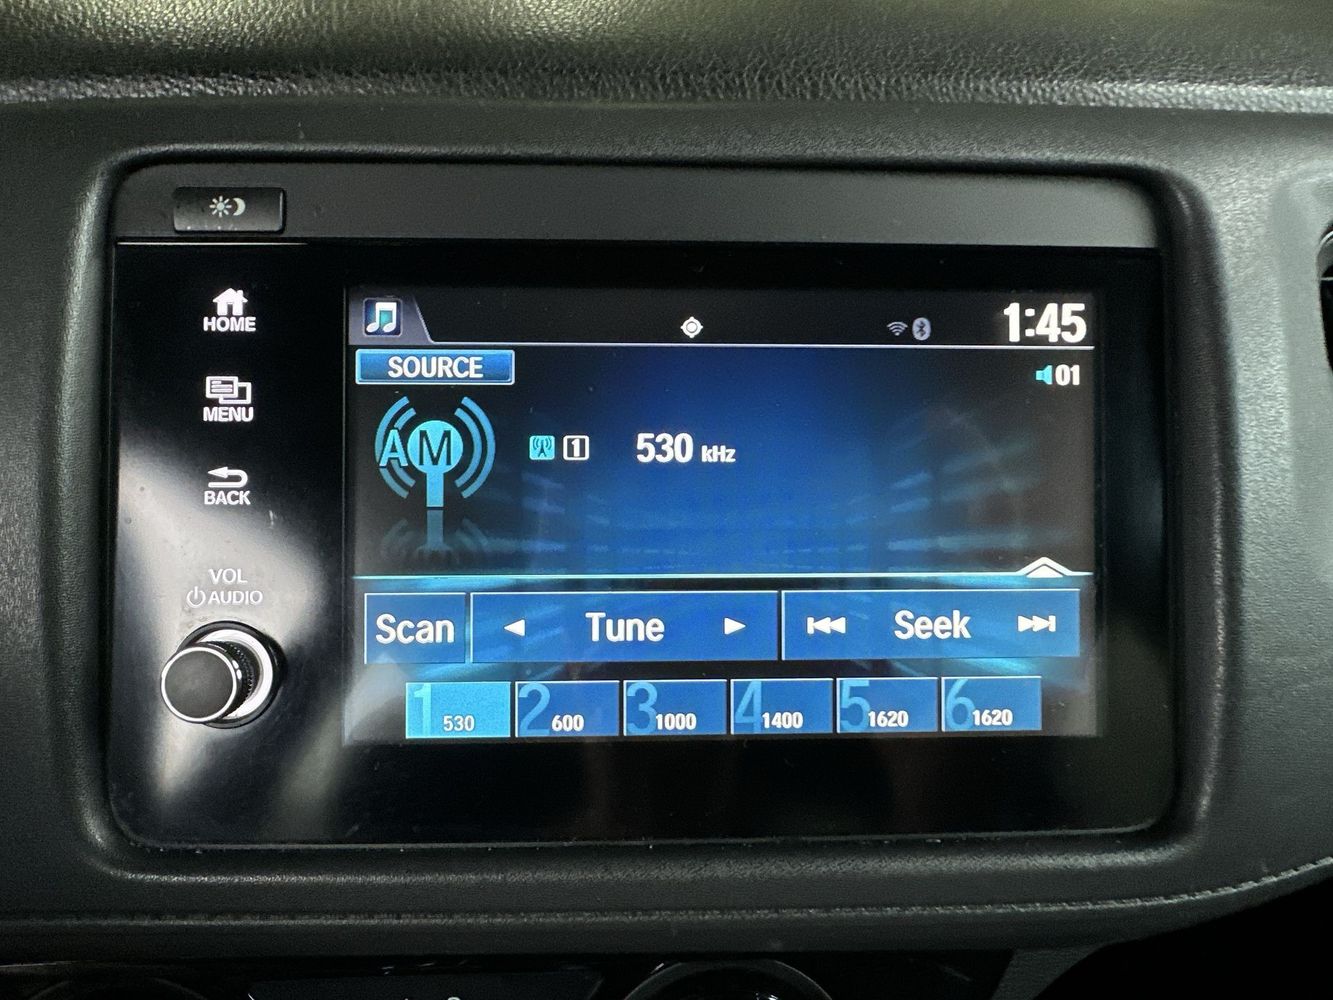 HOME
MENU
BACK
VOL
AUDIO
1:45
SOURCE
01
AM
1 530 kHz
Scan Tune Seek
1 530 2 600 3 1000 4 1400 5 1620 6 1620